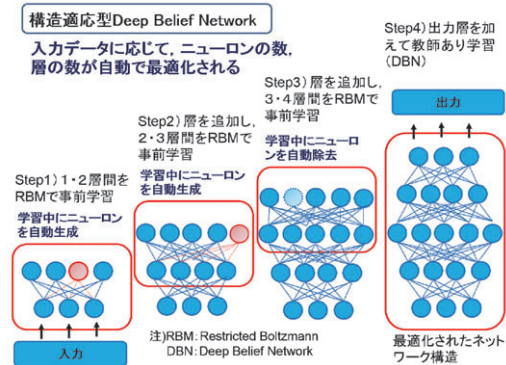 構造適応型Deep Belief Network
入力データに応じて，ニューロンの数，
層の数が自動で最適化される
Step1）1・2層間を
RBMで事前学習
学習中にニューロン
を自動生成
入力
Step2）層を追加し，
2・3層間をRBMで
事前学習
学習中にニューロン
を自動生成
Step3）層を追加し，
3・4層間をRBMで
事前学習
学習中にニューロ
ンを自動除去
Step4）出力層を加
えて教師あり学習
（DBN）
出力
最適化されたネット
ワーク構造
注）RBM：Restricted Boltzmann
DBN：Deep Belief Network